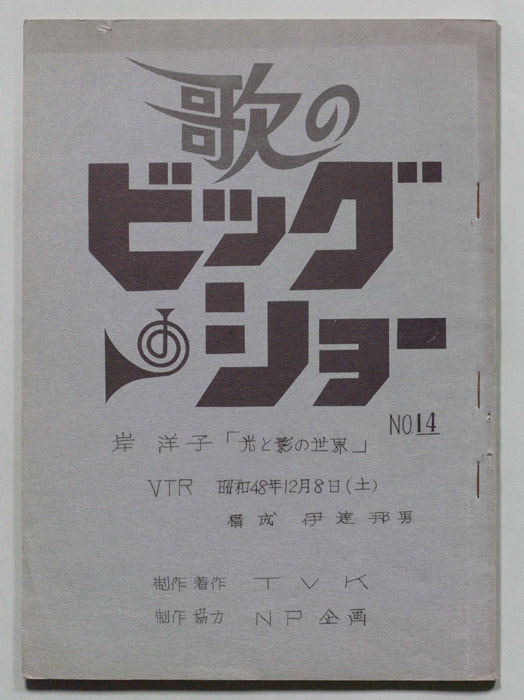 歌の
ビッグ
ショー
NO.14
岸 洋子「光と影の世界」
VTR 昭和48年12月8日(土)
構成 伊達邦男
制作著作 TVK
制作協力 NP企画